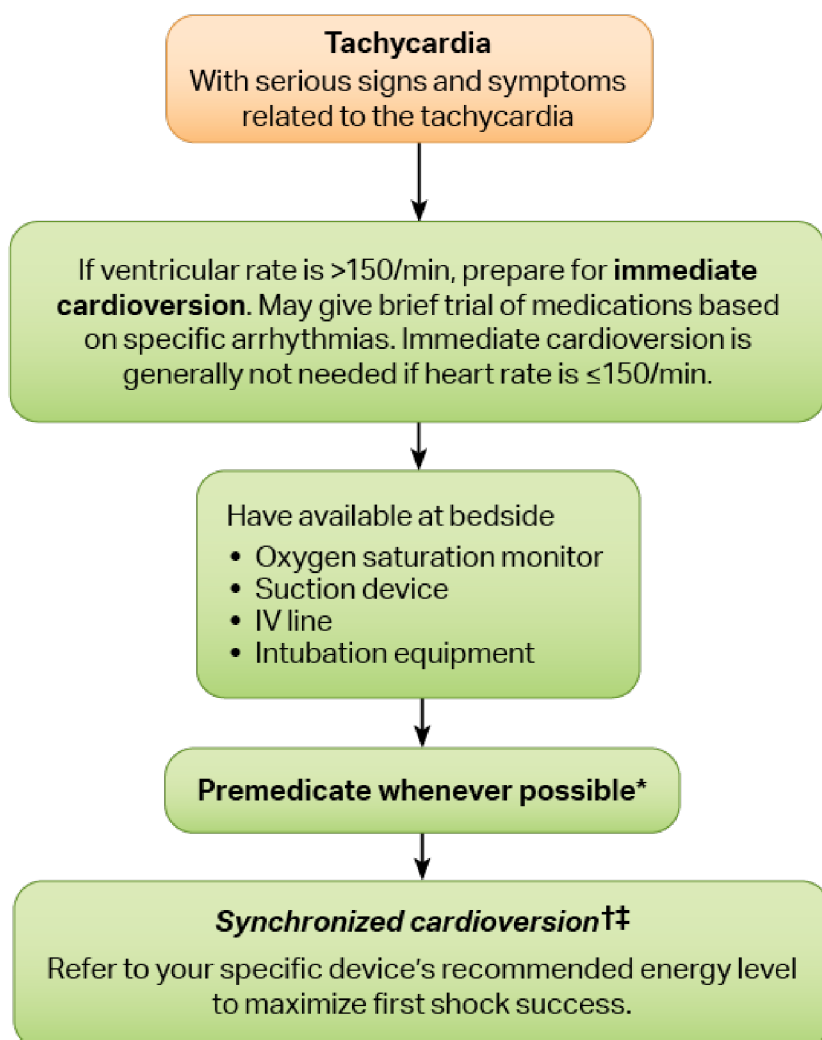 Tachycardia
With serious signs and symptoms
related to the tachycardia
If ventricular rate is >150/min, prepare for immediate
cardioversion. May give brief trial of medications based
on specific arrhythmias. Immediate cardioversion is
generally not needed if heart rate is ≤150/min.
Have available at bedside
• Oxygen saturation monitor
• Suction device
• IV line
• Intubation equipment
Premedicate whenever possible*
Synchronized cardioversion†‡
Refer to your specific device's recommended energy level
to maximize first shock success.